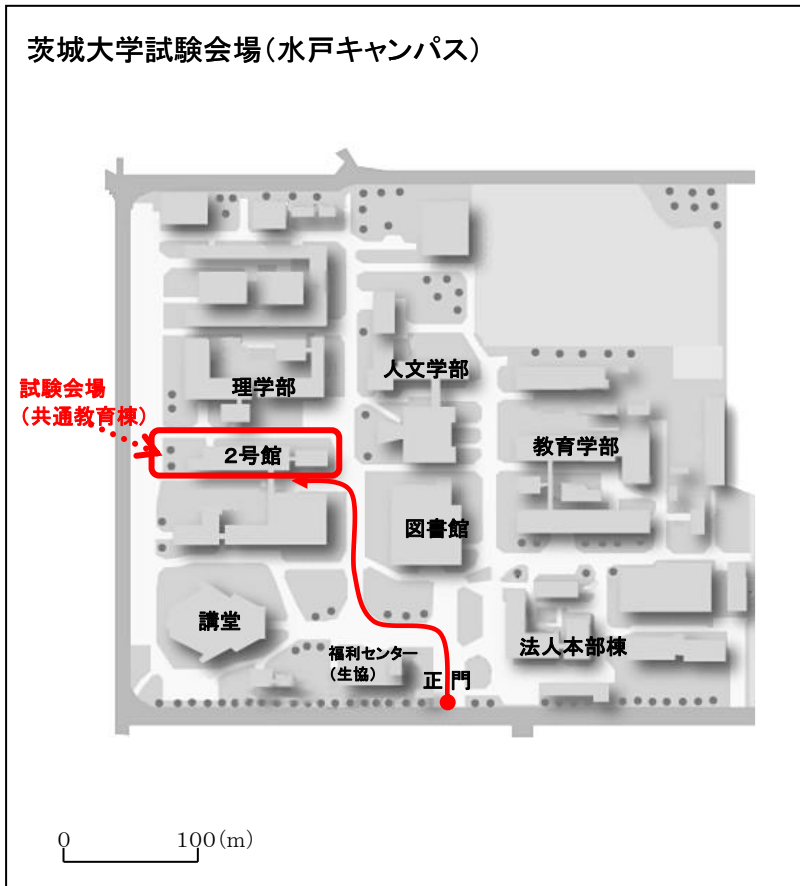 茨城大学試験会場（水戸キャンパス）
人文学部
理学部
試験会場
（共通教育棟）
２号館
教育学部
図書館
講堂
法人本部棟
福利センター
（生協）
正門
0 100（m）